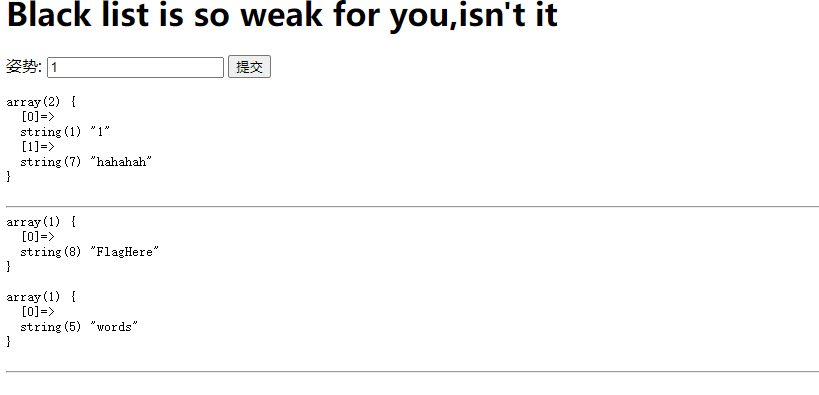 Black list is so weak for you,isn't it
姿势: 1 提交
array(2) {
  [0]=>
  string(1) "1"
  [1]=>
  string(7) "hahahah"
}
array(1) {
  [0]=>
  string(8) "FlagHere"
}
array(1) {
  [0]=>
  string(5) "words"
}